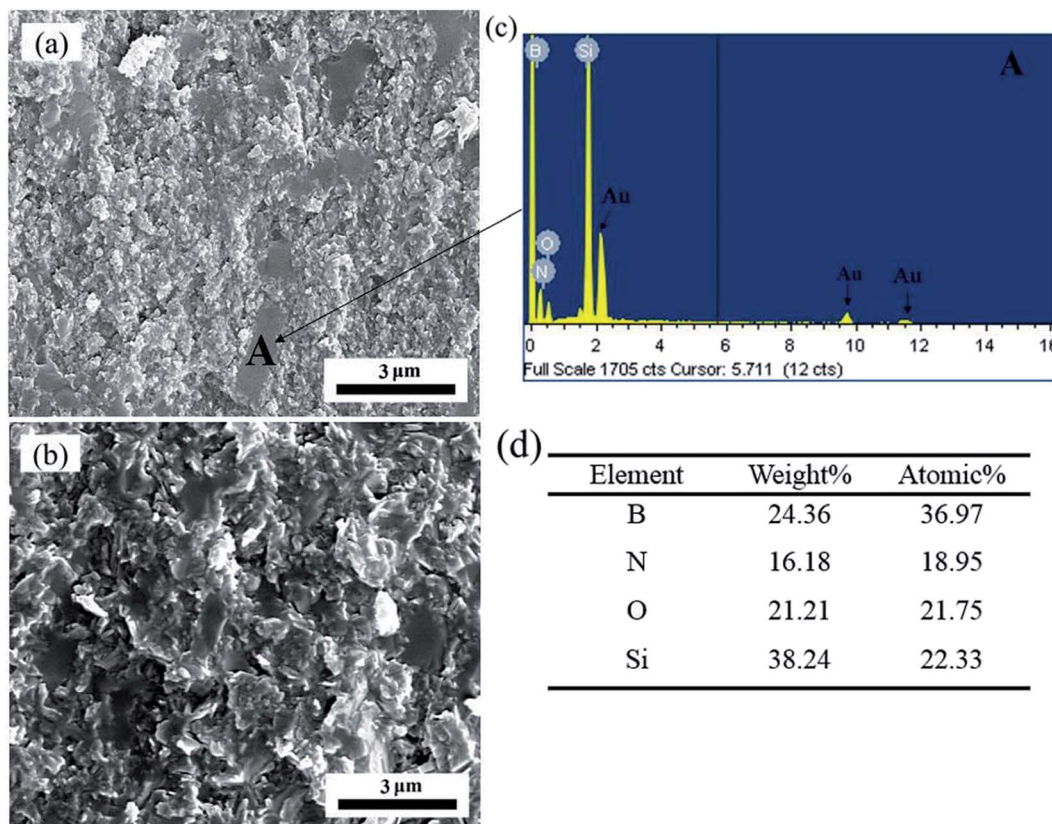 (a)
A
3 µm
(b)
3 µm
(c)
A
B
Si
Au
O
N
Au
Au
0 2 4 6 8 10 12 14 16
Full Scale 1705 cts Cursor: 5.711 (12 cts)
(d)
Element Weight% Atomic%
B 24.36 36.97
N 16.18 18.95
O 21.21 21.75
Si 38.24 22.33